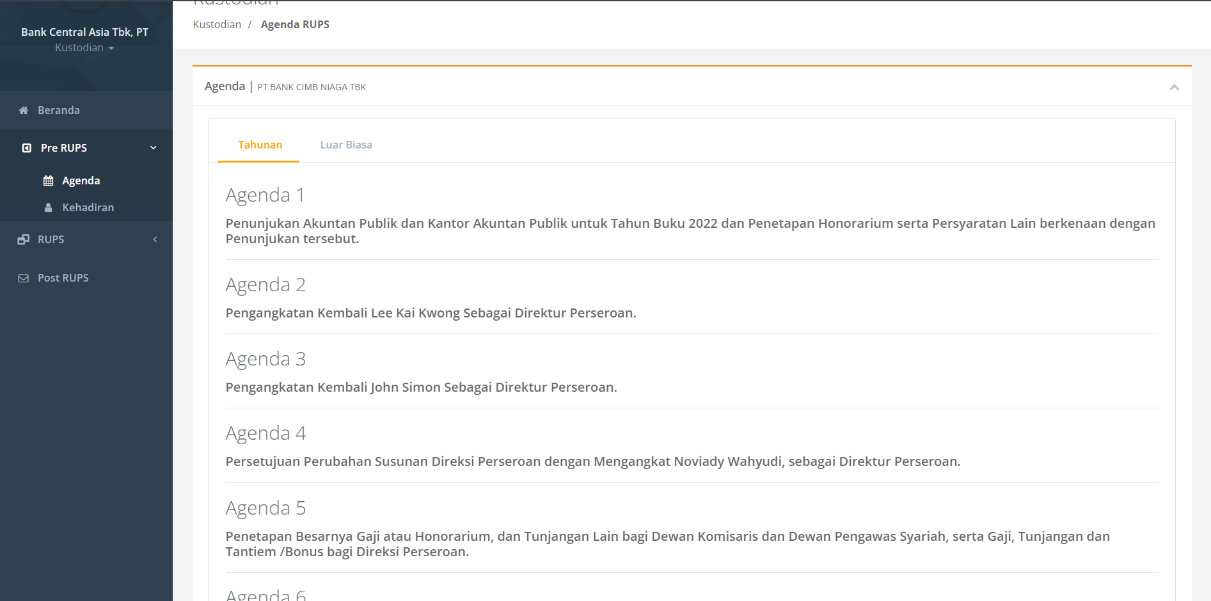 Bank Central Asia Tbk, PT
Kustodian
Beranda
Pre RUPS
Agenda
Kehadiran
RUPS
Post RUPS
Kustodian
Kustodian / Agenda RUPS
Agenda | PT BANK CIMB NIAGA TBK
Tahunan Luar Biasa
Agenda 1
Penunjukan Akuntan Publik dan Kantor Akuntan Publik untuk Tahun Buku 2022 dan Penetapan Honorarium serta Persyaratan Lain berkenaan dengan
Penunjukan tersebut.
Agenda 2
Pengangkatan Kembali Lee Kai Kwong Sebagai Direktur Perseroan.
Agenda 3
Pengangkatan Kembali John Simon Sebagai Direktur Perseroan.
Agenda 4
Persetujuan Perubahan Susunan Direksi Perseroan dengan Mengangkat Noviady Wahyudi, sebagai Direktur Perseroan.
Agenda 5
Penetapan Besarnya Gaji atau Honorarium, dan Tunjangan Lain bagi Dewan Komisaris dan Dewan Pengawas Syariah, serta Gaji, Tunjangan dan
Tantiem /Bonus bagi Direksi Perseroan.
Agenda 6